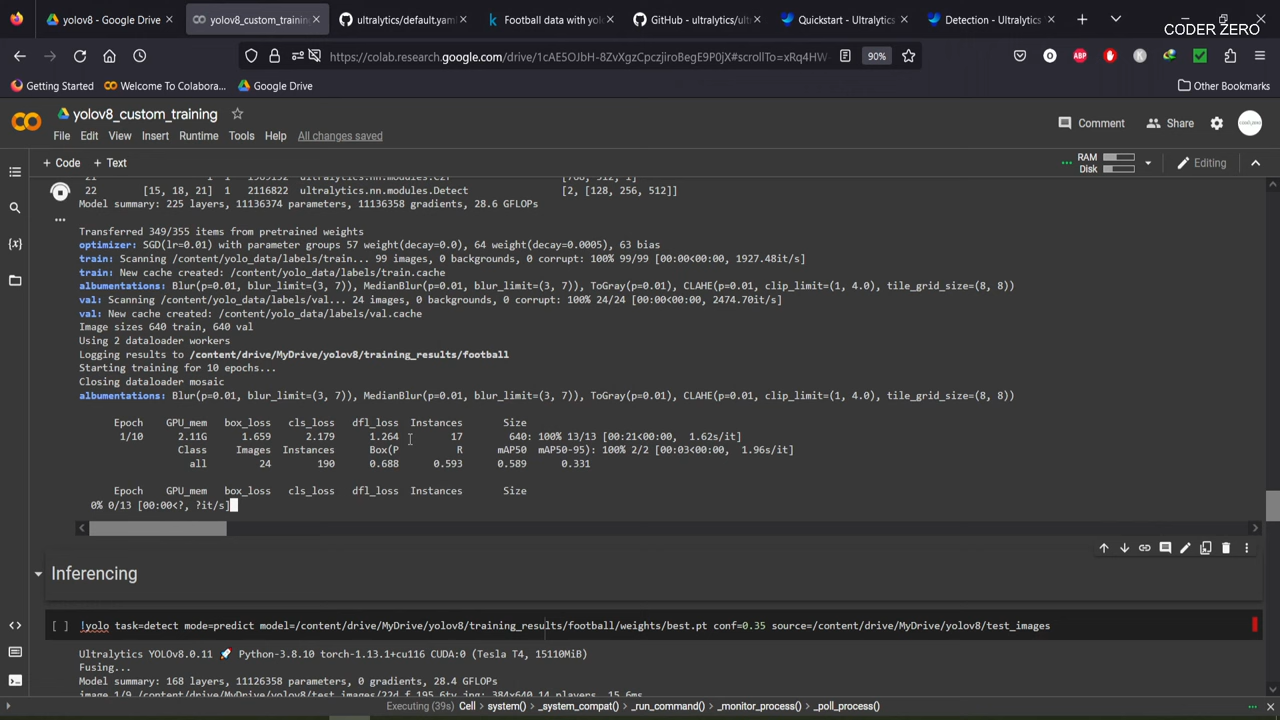 yolov8 - Google Drive
yolov8_custom_training
ultralytics/default.yaml
Football data with yo
GitHub - ultralytics/ult
Quickstart - Ultralytics
Detection - Ultralytics
CODER ZERO
https://colab.research.google.com/drive/1cAE5OJbH-8ZvXgzCpczjiroBegE9P0jX#scrollTo=xRq4HW
90%
Getting Started
Welcome To Colabora...
Google Drive
Other Bookmarks
yolov8_custom_training
File Edit View Insert Runtime Tools Help All changes saved
Comment Share
+ Code + Text
RAM
Disk
Editing
22 [15, 18, 21] 1 2116822 ultralytics.nn.modules.Detect [2, [128, 256, 512]]
Model summary: 225 layers, 11136374 parameters, 11136358 gradients, 28.6 GFLOPs
Transferred 349/355 items from pretrained weights
optimizer: SGD(lr=0.01) with parameter groups 57 weight(decay=0.0), 64 weight(decay=0.0005), 63 bias
train: Scanning /content/yolo_data/labels/train... 99 images, 0 backgrounds, 0 corrupt: 100% 99/99 [00:00<00:00, 1927.48it/s]
train: New cache created: /content/yolo_data/labels/train.cache
albumentations: Blur(p=0.01, blur_limit=(3, 7)), MedianBlur(p=0.01, blur_limit=(3, 7)), ToGray(p=0.01), CLAHE(p=0.01, clip_limit=(1, 4.0), tile_grid_size=(8, 8))
val: Scanning /content/yolo_data/labels/val... 24 images, 0 backgrounds, 0 corrupt: 100% 24/24 [00:00<00:00, 2474.70it/s]
val: New cache created: /content/yolo_data/labels/val.cache
Image sizes 640 train, 640 val
Using 2 dataloader workers
Logging results to /content/drive/MyDrive/yolov8/training_results/football
Starting training for 10 epochs...
Closing dataloader mosaic
albumentations: Blur(p=0.01, blur_limit=(3, 7)), MedianBlur(p=0.01, blur_limit=(3, 7)), ToGray(p=0.01), CLAHE(p=0.01, clip_limit=(1, 4.0), tile_grid_size=(8, 8))
Epoch GPU_mem box_loss cls_loss dfl_loss Instances Size
1/10 2.11G 1.659 2.179 1.264 17 640: 100% 13/13 [00:21<00:00, 1.62s/it]
Class Images Instances Box(P R mAP50 mAP50-95): 100% 2/2 [00:03<00:00, 1.96s/it]
all 24 190 0.688 0.593 0.589 0.331
Epoch GPU_mem box_loss cls_loss dfl_loss Instances Size
0% 0/13 [00:00<?, ?it/s]
Inferencing
[ ] !yolo task=detect mode=predict model=/content/drive/MyDrive/yolov8/training_results/football/weights/best.pt conf=0.35 source=/content/drive/MyDrive/yolov8/test_images
Ultralytics YOLOv8.0.11 🚀 Python-3.8.10 torch-1.13.1+cu116 CUDA:0 (Tesla T4, 15110MiB)
Fusing...
Model summary: 168 layers, 11126358 parameters, 0 gradients, 28.4 GFLOPs
Executing (39s) Cell > system() > _system_compat() > _run_command() > _monitor_process() > _poll_process()